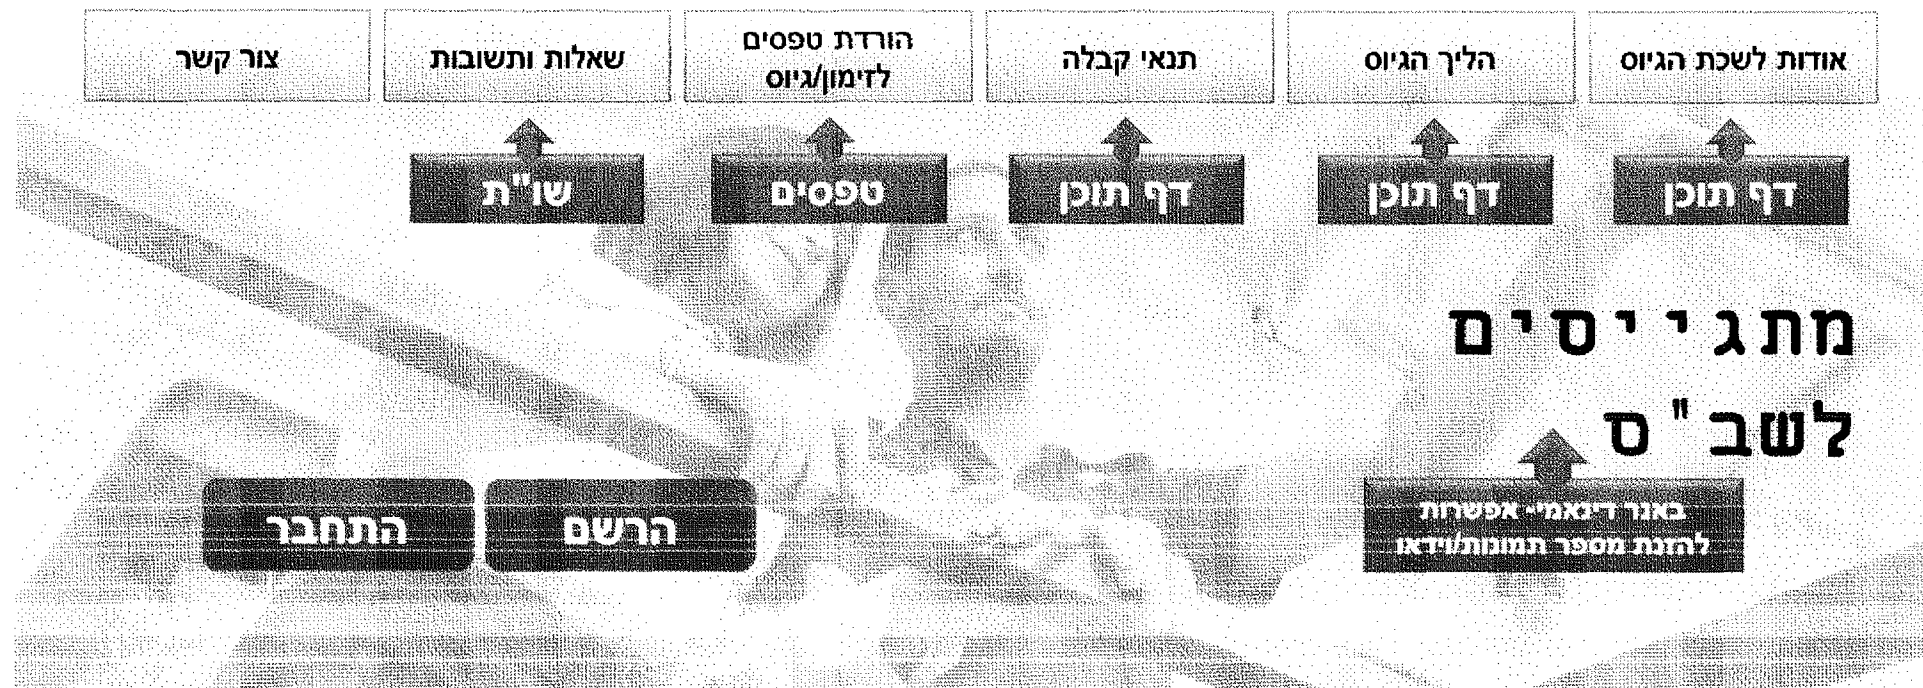 אודות לשכת הגיוס
הליך הגיוס
תנאי קבלה
הורדת טפסים
לזימון/גיוס
שאלות ותשובות
צור קשר
דף תוכן
דף תוכן
דף תוכן
טפסים
שו"ת
מתגייסים
לשב"ס
באנר דינאמי- אפשרות
להזנת מספר תמונות/וידאו
הרשם
התחבר